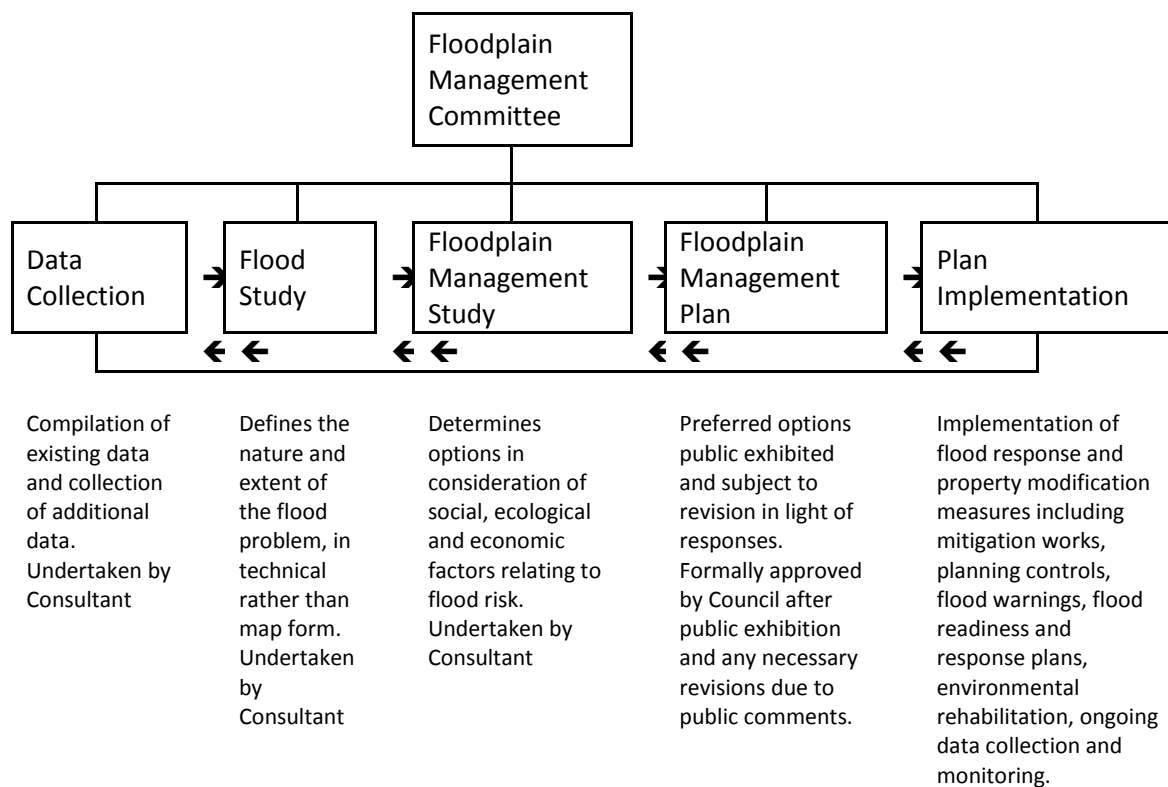 Floodplain
Management
Committee
Data
Collection
Flood
Study
Floodplain
Management
Study
Floodplain
Management
Plan
Plan
Implementation
Compilation of
existing data
and collection
of additional
data.
Undertaken by
Consultant
Defines the
nature and
extent of
the flood
problem, in
technical
rather than
map form.
Undertaken
by
Consultant
Determines
options in
consideration of
social, ecological
and economic
factors relating to
flood risk.
Undertaken by
Consultant
Preferred options
public exhibited
and subject to
revision in light of
responses.
Formally approved
by Council after
public exhibition
and any necessary
revisions due to
public comments.
Implementation of
flood response and
property modification
measures including
mitigation works,
planning controls,
flood warnings, flood
readiness and
response plans,
environmental
rehabilitation, ongoing
data collection and
monitoring.